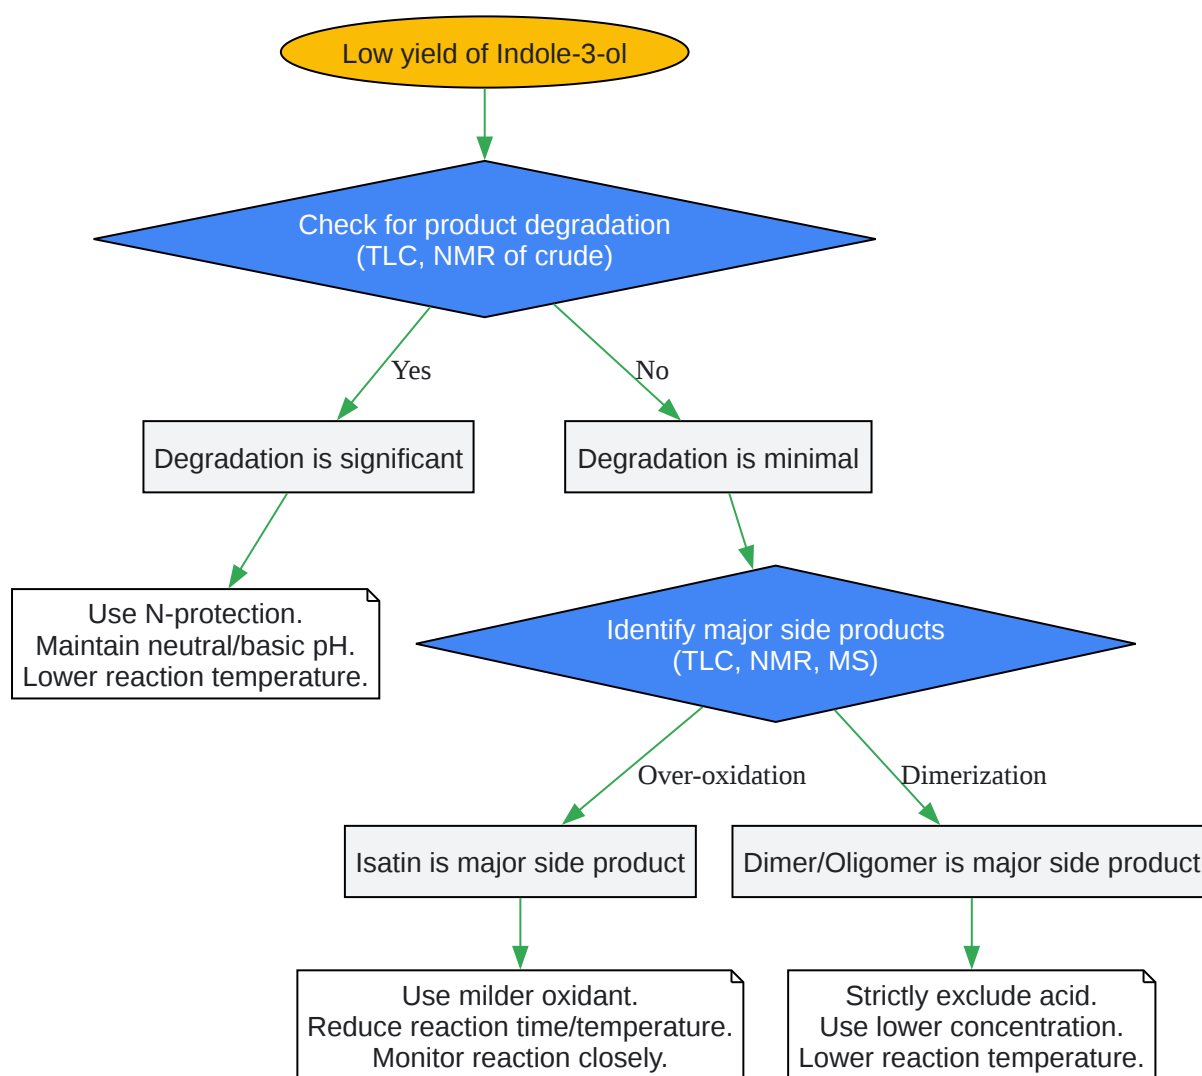 Low yield of Indole-3-ol
Check for product degradation
(TLC, NMR of crude)
Yes
No
Degradation is significant
Degradation is minimal
Use N-protection.
Maintain neutral/basic pH.
Lower reaction temperature.
Identify major side products
(TLC, NMR, MS)
Over-oxidation
Dimerization
Isatin is major side product
Dimer/Oligomer is major side product
Use milder oxidant.
Reduce reaction time/temperature.
Monitor reaction closely.
Strictly exclude acid.
Use lower concentration.
Lower reaction temperature.